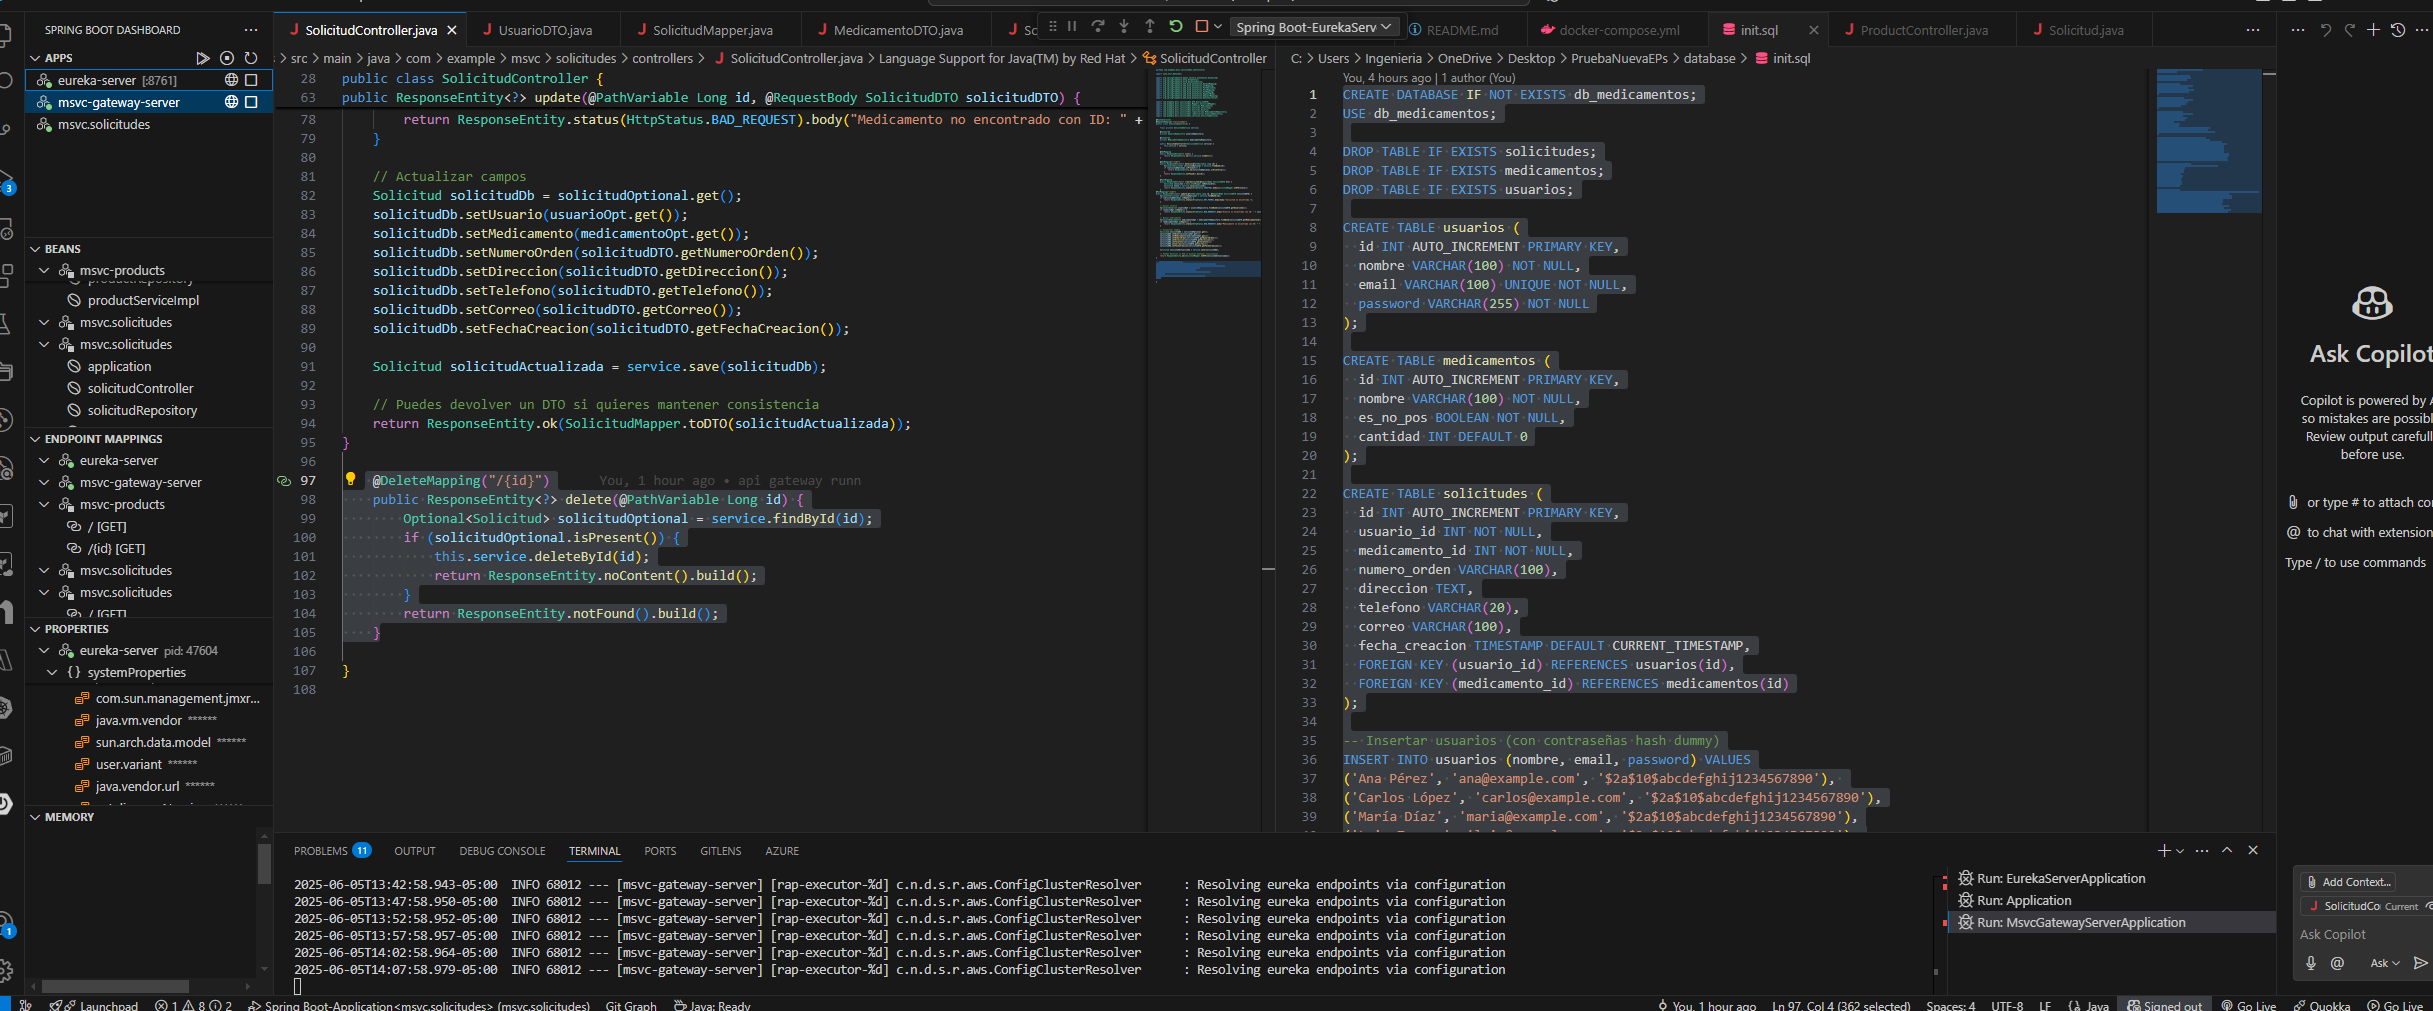 SPRING BOOT DASHBOARD
APPS
eureka-server [:8761]
msvc-gateway-server
msvc.solicitudes
3
BEANS
msvc-products
productServiceImpl
msvc.solicitudes
msvc.solicitudes
application
solicitudController
solicitudRepository
ENDPOINT MAPPINGS
eureka-server
msvc-gateway-server
msvc-products
/ [GET]
/{id} [GET]
msvc.solicitudes
msvc.solicitudes
/ [GET]
PROPERTIES
eureka-server pid: 47604
{} systemProperties
com.sun.management.jmxr...
java.vm.vendor ******
sun.arch.data.model ******
user.variant ******
java.vendor.url ******
MEMORY
1
SolicitudController.java
UsuarioDTO.java
SolicitudMapper.java
MedicamentoDTO.java
Sc
Spring Boot-EurekaServ
README.md
docker-compose.yml
init.sql
ProductController.java
Solicitud.java
src > main > java > com > example > msvc > solicitudes > controllers > SolicitudController.java > Language Support for Java(TM) by Red Hat > SolicitudController
28 public class SolicitudController {
63 public ResponseEntity<?> update(@PathVariable Long id, @RequestBody SolicitudDTO solicitudDTO) {
78 return ResponseEntity.status(HttpStatus.BAD_REQUEST).body("Medicamento no encontrado con ID: " +
79 }
80
81 // Actualizar campos
82 Solicitud solicitudDb = solicitudOptional.get();
83 solicitudDb.setUsuario(usuarioOpt.get());
84 solicitudDb.setMedicamento(medicamentoOpt.get());
85 solicitudDb.setNumeroOrden(solicitudDTO.getNumeroOrden());
86 solicitudDb.setDireccion(solicitudDTO.getDireccion());
87 solicitudDb.setTelefono(solicitudDTO.getTelefono());
88 solicitudDb.setCorreo(solicitudDTO.getCorreo());
89 solicitudDb.setFechaCreacion(solicitudDTO.getFechaCreacion());
90
91 Solicitud solicitudActualizada = service.save(solicitudDb);
92
93 // Puedes devolver un DTO si quieres mantener consistencia
94 return ResponseEntity.ok(SolicitudMapper.toDTO(solicitudActualizada));
95 }
96
97 @DeleteMapping("/{id}") You, 1 hour ago • api gateway runn
98 public ResponseEntity<?> delete(@PathVariable Long id) {
99 Optional<Solicitud> solicitudOptional = service.findById(id);
100 if (solicitudOptional.isPresent()) {
101 this.service.deleteById(id);
102 return ResponseEntity.noContent().build();
103 }
104 return ResponseEntity.notFound().build();
105 }
106
107 }
108
C: > Users > Ingenieria > OneDrive > Desktop > PruebaNuevaEPs > database > init.sql
You, 4 hours ago | 1 author (You)
1 CREATE DATABASE IF NOT EXISTS db_medicamentos;
2 USE db_medicamentos;
3
4 DROP TABLE IF EXISTS solicitudes;
5 DROP TABLE IF EXISTS medicamentos;
6 DROP TABLE IF EXISTS usuarios;
7
8 CREATE TABLE usuarios (
9 id INT AUTO_INCREMENT PRIMARY KEY,
10 nombre VARCHAR(100) NOT NULL,
11 email VARCHAR(100) UNIQUE NOT NULL,
12 password VARCHAR(255) NOT NULL
13 );
14
15 CREATE TABLE medicamentos (
16 id INT AUTO_INCREMENT PRIMARY KEY,
17 nombre VARCHAR(100) NOT NULL,
18 es_no_pos BOOLEAN NOT NULL,
19 cantidad INT DEFAULT 0
20 );
21
22 CREATE TABLE solicitudes (
23 id INT AUTO_INCREMENT PRIMARY KEY,
24 usuario_id INT NOT NULL,
25 medicamento_id INT NOT NULL,
26 numero_orden VARCHAR(100),
27 direccion TEXT,
28 telefono VARCHAR(20),
29 correo VARCHAR(100),
30 fecha_creacion TIMESTAMP DEFAULT CURRENT_TIMESTAMP,
31 FOREIGN KEY (usuario_id) REFERENCES usuarios(id),
32 FOREIGN KEY (medicamento_id) REFERENCES medicamentos(id)
33 );
34
35 -- Insertar usuarios (con contraseñas hash dummy)
36 INSERT INTO usuarios (nombre, email, password) VALUES
37 ('Ana Pérez', 'ana@example.com', '$2a$10$abcdefghij1234567890'),
38 ('Carlos López', 'carlos@example.com', '$2a$10$abcdefghij1234567890'),
39 ('María Díaz', 'maria@example.com', '$2a$10$abcdefghij1234567890'),
Ask Copilot
Copilot is powered by A
so mistakes are possibl
Review output carefull
before use.
or type # to attach con
@ to chat with extension
Type / to use commands
Add Context...
SolicitudCo Current
Ask Copilot
@ Ask
PROBLEMS 11
OUTPUT
DEBUG CONSOLE
TERMINAL
PORTS
GITLENS
AZURE
2025-06-05T13:42:58.943-05:00 INFO 68012 --- [msvc-gateway-server] [rap-executor-%d] c.n.d.s.r.aws.ConfigClusterResolver : Resolving eureka endpoints via configuration
2025-06-05T13:47:58.950-05:00 INFO 68012 --- [msvc-gateway-server] [rap-executor-%d] c.n.d.s.r.aws.ConfigClusterResolver : Resolving eureka endpoints via configuration
2025-06-05T13:52:58.952-05:00 INFO 68012 --- [msvc-gateway-server] [rap-executor-%d] c.n.d.s.r.aws.ConfigClusterResolver : Resolving eureka endpoints via configuration
2025-06-05T13:57:58.957-05:00 INFO 68012 --- [msvc-gateway-server] [rap-executor-%d] c.n.d.s.r.aws.ConfigClusterResolver : Resolving eureka endpoints via configuration
2025-06-05T14:02:58.964-05:00 INFO 68012 --- [msvc-gateway-server] [rap-executor-%d] c.n.d.s.r.aws.ConfigClusterResolver : Resolving eureka endpoints via configuration
2025-06-05T14:07:58.979-05:00 INFO 68012 --- [msvc-gateway-server] [rap-executor-%d] c.n.d.s.r.aws.ConfigClusterResolver : Resolving eureka endpoints via configuration
Run: EurekaServerApplication
Run: Application
Run: MsvcGatewayServerApplication
Launchpad
1 8 2
Spring Boot-Application<msvc.solicitudes> (msvc.solicitudes)
Git Graph
Java: Ready
You, 1 hour ago
Ln 97, Col 4 (362 selected)
Spaces: 4
UTF-8
LF
{} Java
Signed out
Go Live
Quokka
Go Live